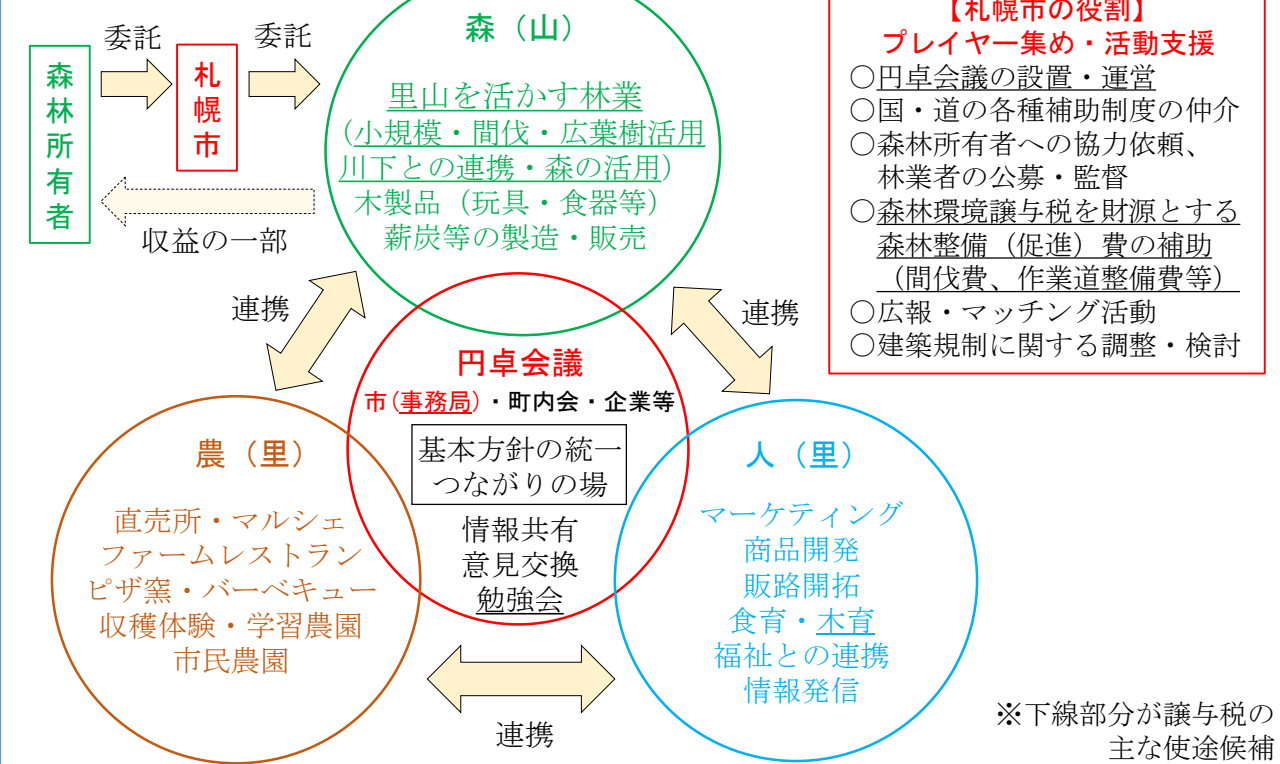 委託
委託
森林所有者
札幌市
収益の一部
森（山）
里山を活かす林業
（小規模・間伐・広葉樹活用
川下との連携・森の活用）
木製品（玩具・食器等）
薪炭等の製造・販売
【札幌市の役割】
プレイヤー集め・活動支援
○円卓会議の設置・運営
○国・道の各種補助制度の仲介
○森林所有者への協力依頼、
林業者の公募・監督
○森林環境譲与税を財源とする
森林整備（促進）費の補助
（間伐費、作業道整備費等）
○広報・マッチング活動
○建築規制に関する調整・検討
連携
連携
円卓会議
市（事務局）・町内会・企業等
基本方針の統一
つながりの場
情報共有
意見交換
勉強会
農（里）
直売所・マルシェ
ファームレストラン
ピザ窯・バーベキュー
収穫体験・学習農園
市民農園
人（里）
マーケティング
商品開発
販路開拓
食育・木育
福祉との連携
情報発信
連携
※下線部分が譲与税の
主な使途候補